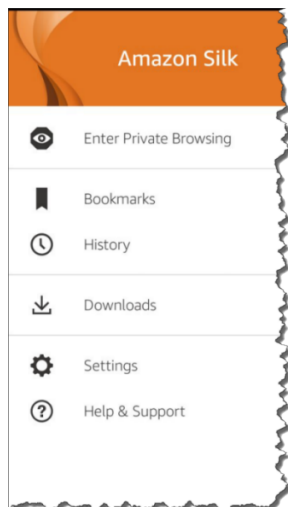 Amazon Silk
Enter Private Browsing
Bookmarks
History
Downloads
Settings
Help & Support